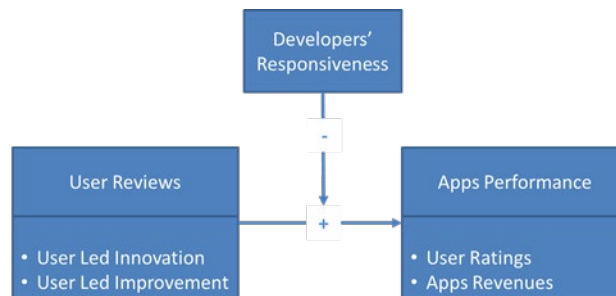 Developers'
Responsiveness
-
User Reviews
Apps Performance
+
• User Led Innovation
• User Led Improvement
• User Ratings
• Apps Revenues